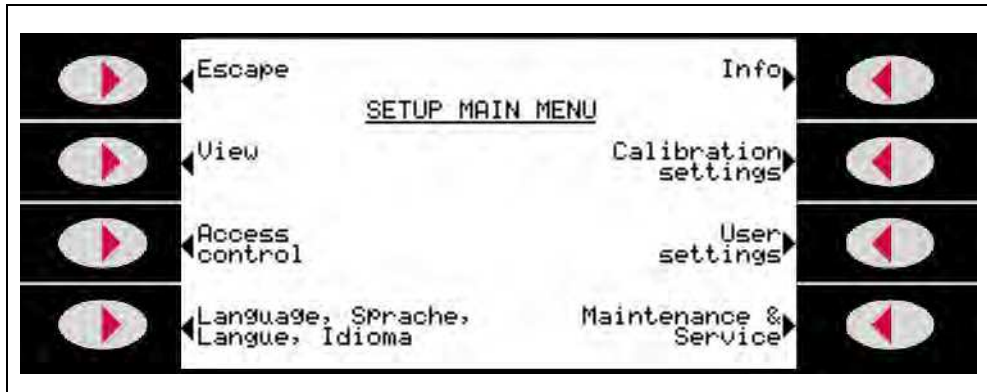 Escape
Info
SETUP MAIN MENU
View
Calibration
settings
Access
control
User
settings
Language, Sprache,
Langue, Idioma
Maintenance &
Service